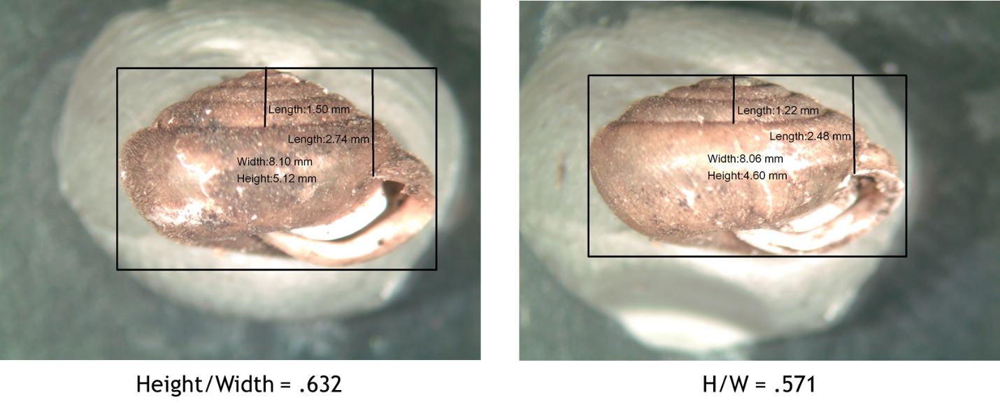 Length:1.50 mm
Length:2.74 mm
Width:8.10 mm
Height:5.12 mm
Height/Width = .632
Length:1.22 mm
Length:2.48 mm
Width:8.06 mm
Height:4.60 mm
H/W = .571